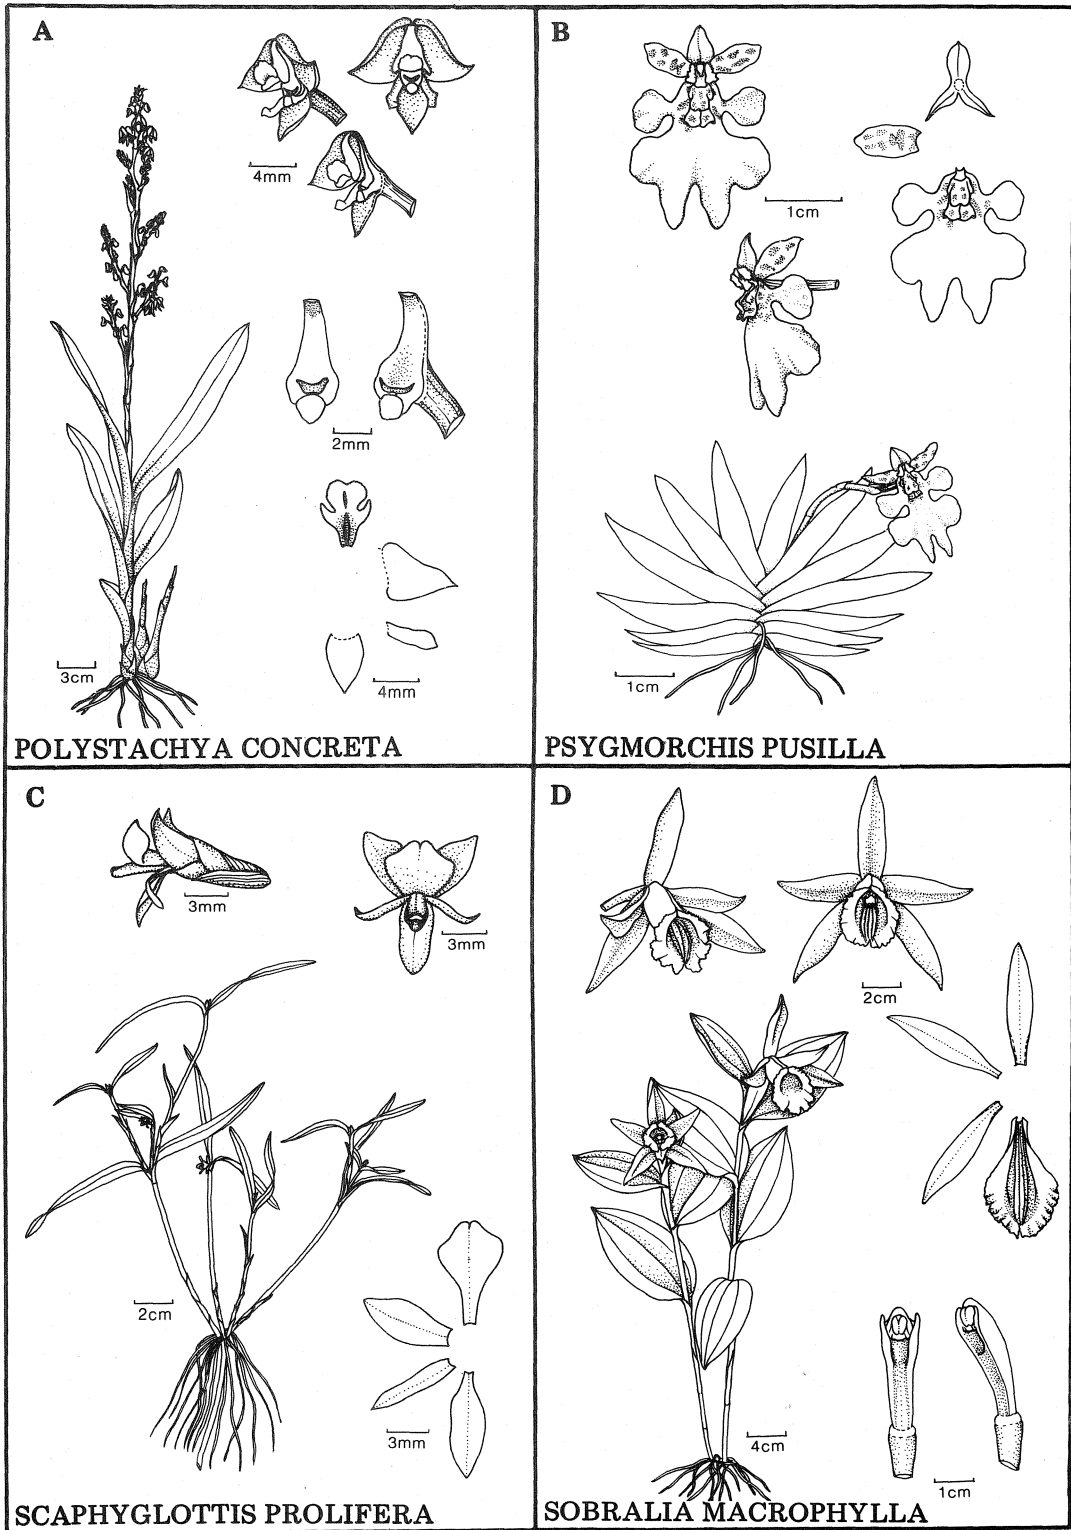 A
4mm
2mm
3cm
4mm
POLYSTACHYA CONCRETA
B
1cm
1cm
PSYGMORCHIS PUSILLA
C
3mm
3mm
2cm
3mm
SCAPHYGLOTTIS PROLIFERA
D
2cm
4cm
1cm
SOBRALIA MACROPHYLLA